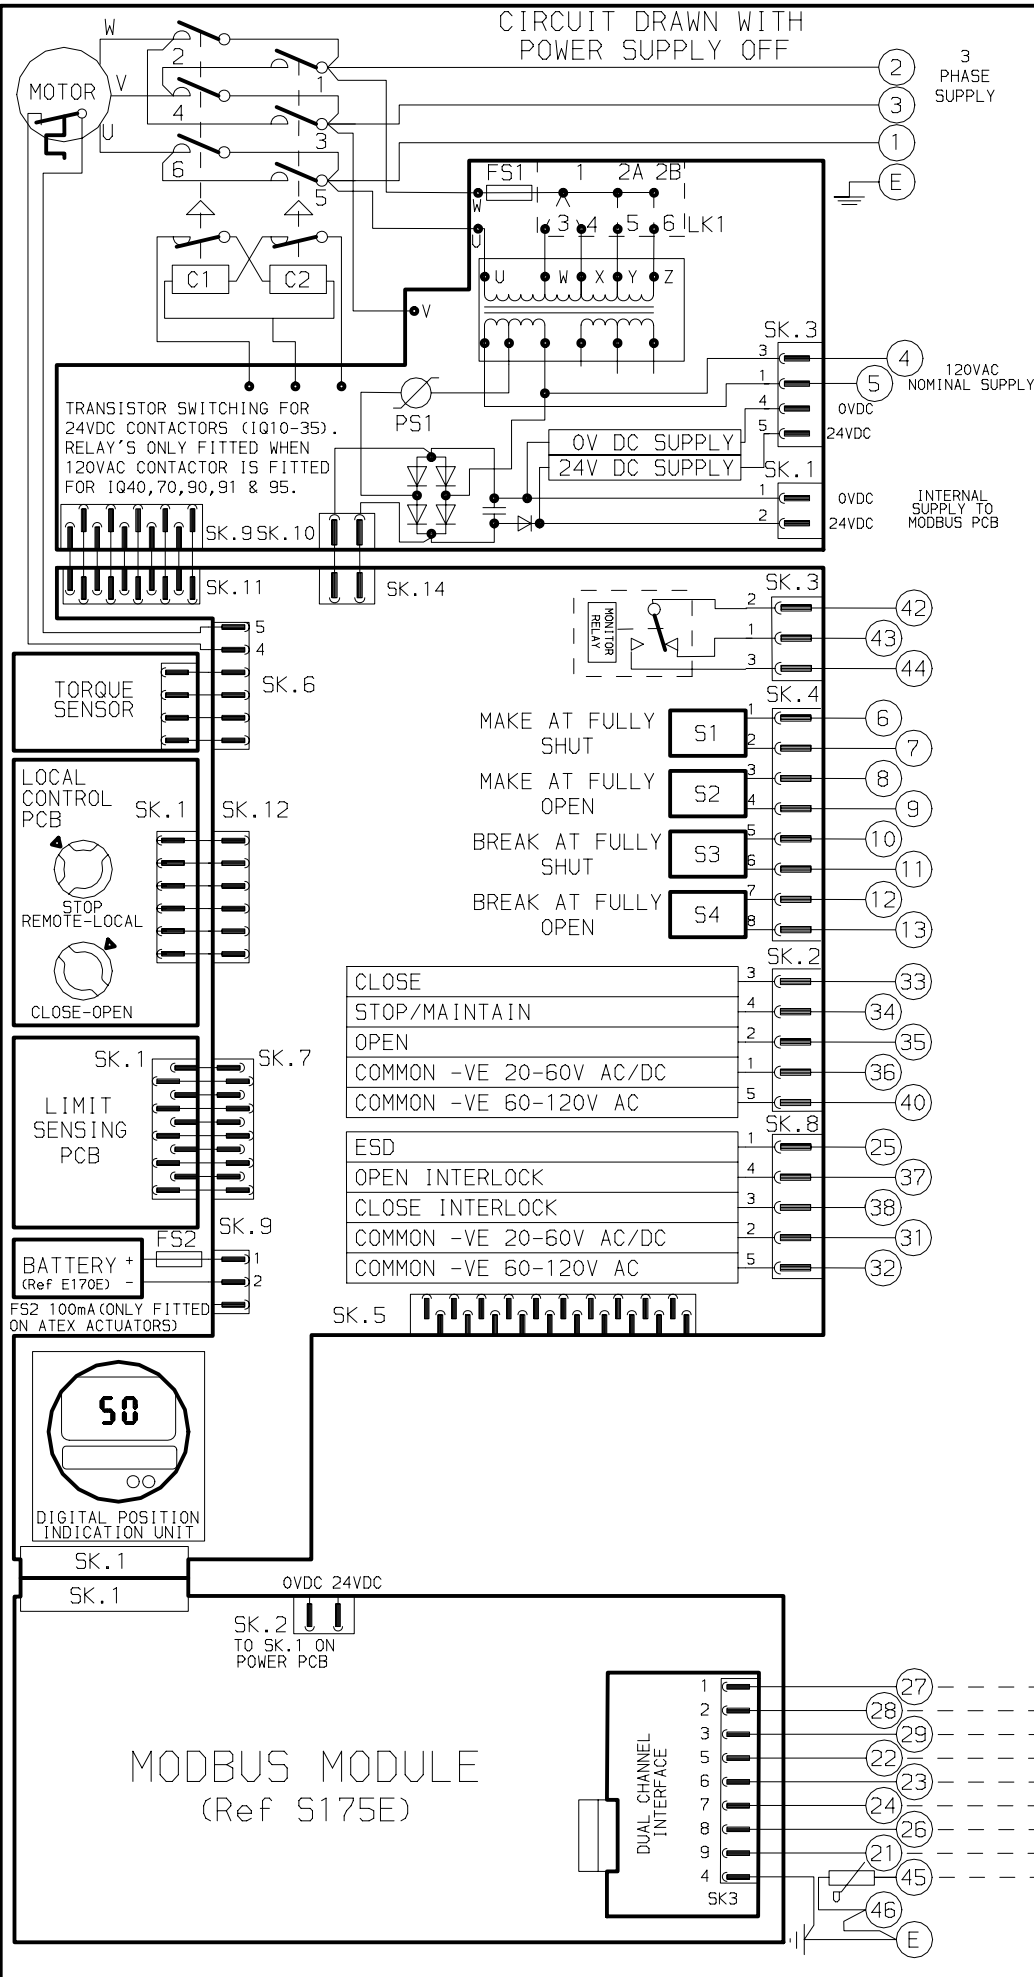 CIRCUIT DRAWN WITH
POWER SUPPLY OFF
3
PHASE
SUPPLY
MOTOR
W
V
U
2
4
6
1
3
5
2
3
1
E
C1
C2
FS1
1
2A
2B
W
U
3
4
5
6
LK1
U
W
X
Y
Z
V
PS1
TRANSISTOR SWITCHING FOR
24VDC CONTACTORS (IQ10-35).
RELAY'S ONLY FITTED WHEN
120VAC CONTACTOR IS FITTED
FOR IQ40,70,90,91 & 95.
SK.3
3
4
120VAC
NOMINAL SUPPLY
1
5
4
0VDC
5
24VDC
0V DC SUPPLY
24V DC SUPPLY
SK.1
1
0VDC
2
24VDC
INTERNAL
SUPPLY TO
MODBUS PCB
SK.9
SK.10
SK.11
SK.14
MONITOR
RELAY
SK.3
2
42
1
43
3
44
5
4
SK.6
TORQUE
SENSOR
SK.4
MAKE AT FULLY
SHUT
S1
1
6
2
7
MAKE AT FULLY
OPEN
S2
3
8
4
9
BREAK AT FULLY
SHUT
S3
5
10
6
11
BREAK AT FULLY
OPEN
S4
7
12
8
13
LOCAL
CONTROL
PCB
SK.1
SK.12
STOP
REMOTE-LOCAL
CLOSE-OPEN
SK.2
CLOSE
3
33
STOP/MAINTAIN
4
34
OPEN
2
35
COMMON -VE 20-60V AC/DC
1
36
COMMON -VE 60-120V AC
5
40
SK.8
ESD
1
25
OPEN INTERLOCK
4
37
CLOSE INTERLOCK
3
38
COMMON -VE 20-60V AC/DC
2
31
COMMON -VE 60-120V AC
5
32
SK.1
SK.7
LIMIT
SENSING
PCB
SK.9
FS2
BATTERY
(Ref E170E)
+
-
1
2
FS2 100mA(ONLY FITTED
ON ATEX ACTUATORS)
SK.5
50
DIGITAL POSITION
INDICATION UNIT
SK.1
SK.1
0VDC 24VDC
SK.2
TO SK.1 ON
POWER PCB
MODBUS MODULE
(Ref S175E)
DUAL CHANNEL
INTERFACE
1
27
2
28
3
29
5
22
6
23
7
24
8
26
9
21
4
45
SK3
U
46
E